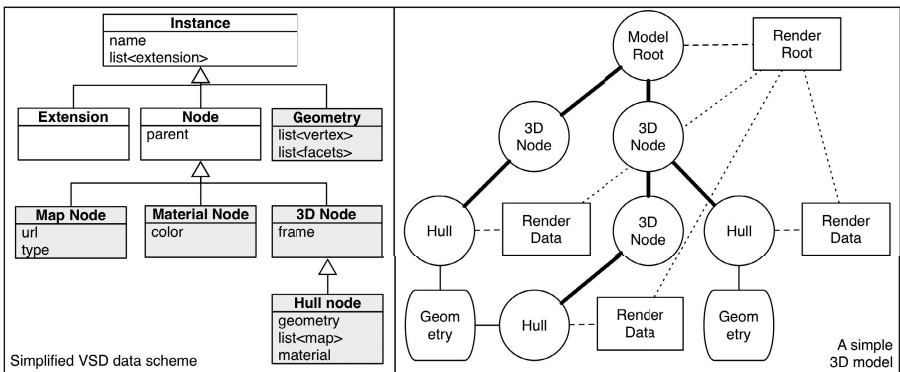 Instance
name
list<extension>
Extension
Node
parent
Geometry
list<vertex>
list<facets>
Map Node
url
type
Material Node
color
3D Node
frame
Hull node
geometry
list<map>
material
Simplified VSD data scheme
Model
Root
Render
Root
3D
Node
3D
Node
Hull
Render
Data
3D
Node
Hull
Render
Data
Geom
etry
Hull
Render
Data
Geom
etry
A simple
3D model